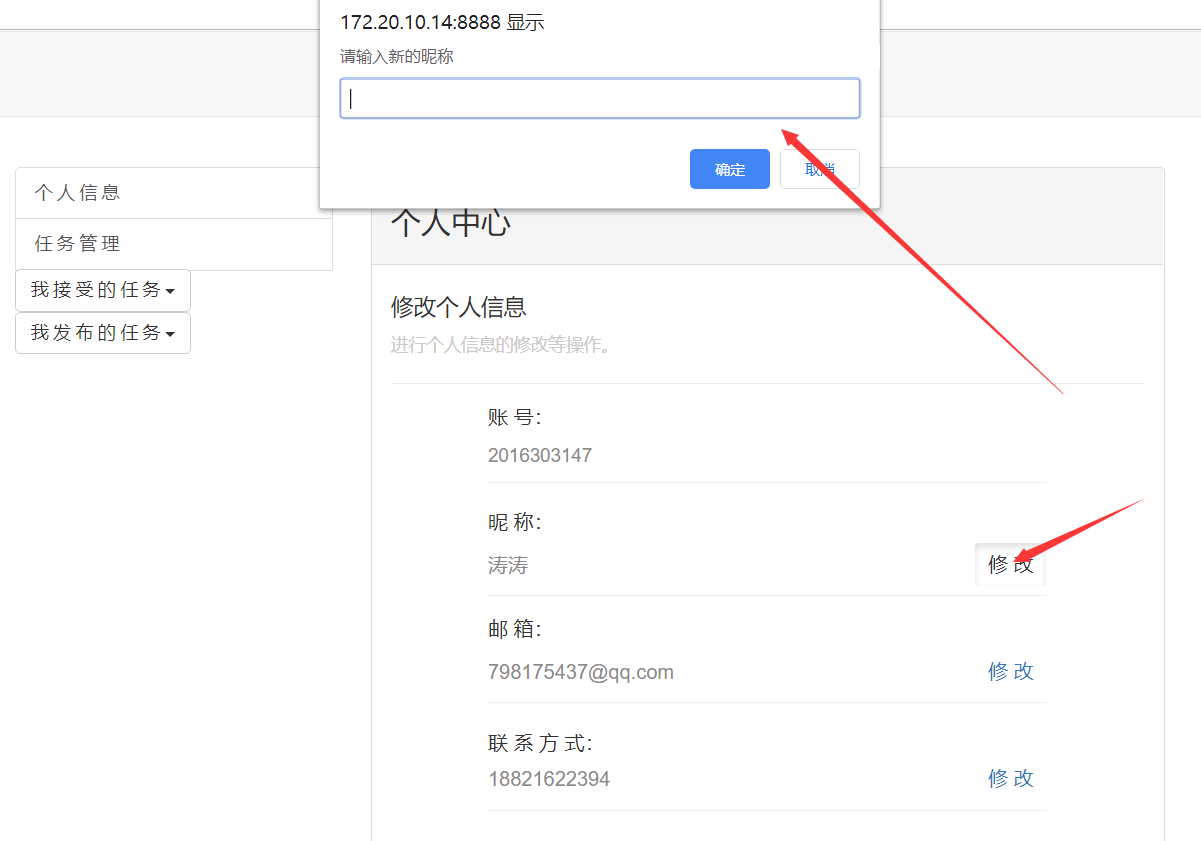 172.20.10.14:8888 显示
请输入新的昵称
确定
取消
个人信息
任务管理
我接受的任务
我发布的任务
个人中心
修改个人信息
进行个人信息的修改等操作。
账 号：
2016303147
昵 称：
涛涛
修 改
邮 箱：
798175437@qq.com
修 改
联 系 方 式：
18821622394
修 改